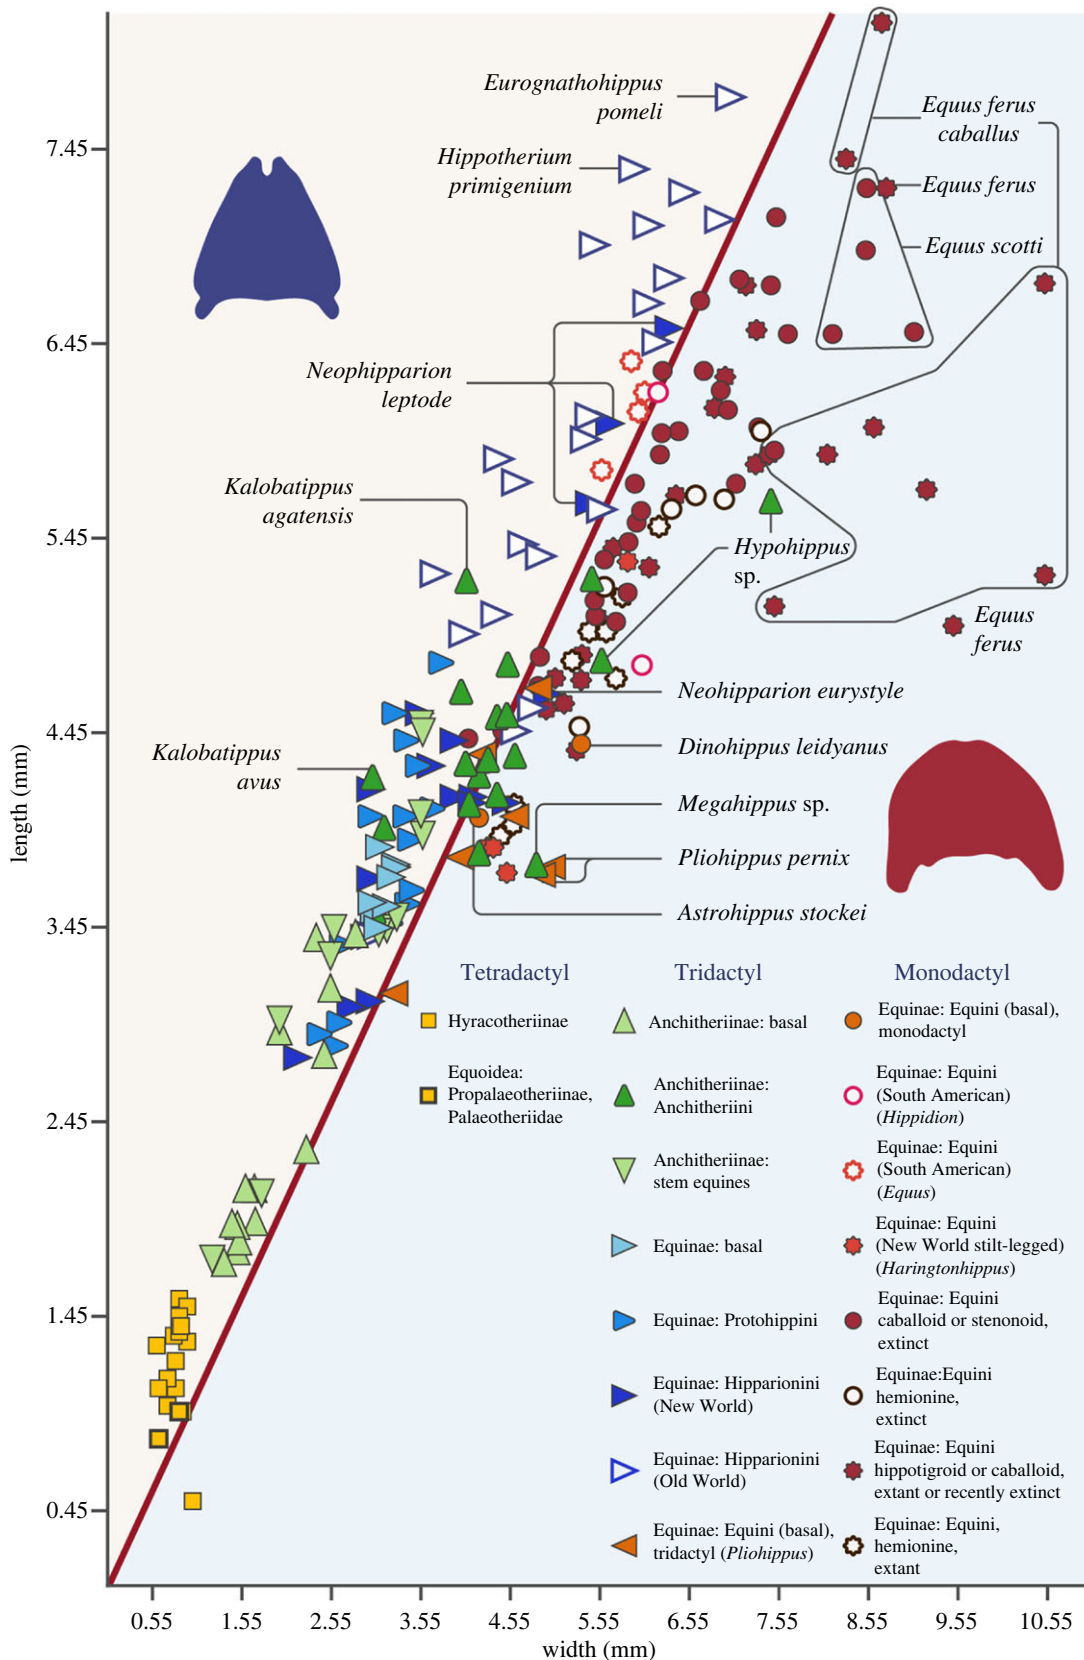 Eurognathohippus
pomeli
Hippotherium
primigenium
Equus ferus
caballus
Equus ferus
Equus scotti
Neophipparion
leptode
Kalobatippus
agatensis
Hypohippus
sp.
Equus
ferus
Neohipparion eurystyle
Dinohippus leidyanus
Kalobatippus
avus
Megahippus sp.
Pliohippus pernix
Astrohippus stockei
length (mm)
7.45
6.45
5.45
4.45
3.45
2.45
1.45
0.45
Tetradactyl
Hyracotheriinae
Equoidea:
Propalaeotheriinae,
Palaeotheriidae
Tridactyl
Anchitheriinae: basal
Anchitheriinae:
Anchitheriini
Anchitheriinae:
stem equines
Equinae: basal
Equinae: Protohippini
Equinae: Hipparionini
(New World)
Equinae: Hipparionini
(Old World)
Equinae: Equini (basal),
tridactyl (Pliohippus)
Monodactyl
Equinae: Equini (basal),
monodactyl
Equinae: Equini
(South American)
(Hippidion)
Equinae: Equini
(South American)
(Equus)
Equinae: Equini
(New World stilt-legged)
(Haringtonhippus)
Equinae: Equini
caballoid or stenonoid,
extinct
Equinae:Equini
hemionine,
extinct
Equinae: Equini
hippotigroid or caballoid,
extant or recently extinct
Equinae: Equini,
hemionine,
extant
0.55 1.55 2.55 3.55 4.55 5.55 6.55 7.55 8.55 9.55 10.55
width (mm)